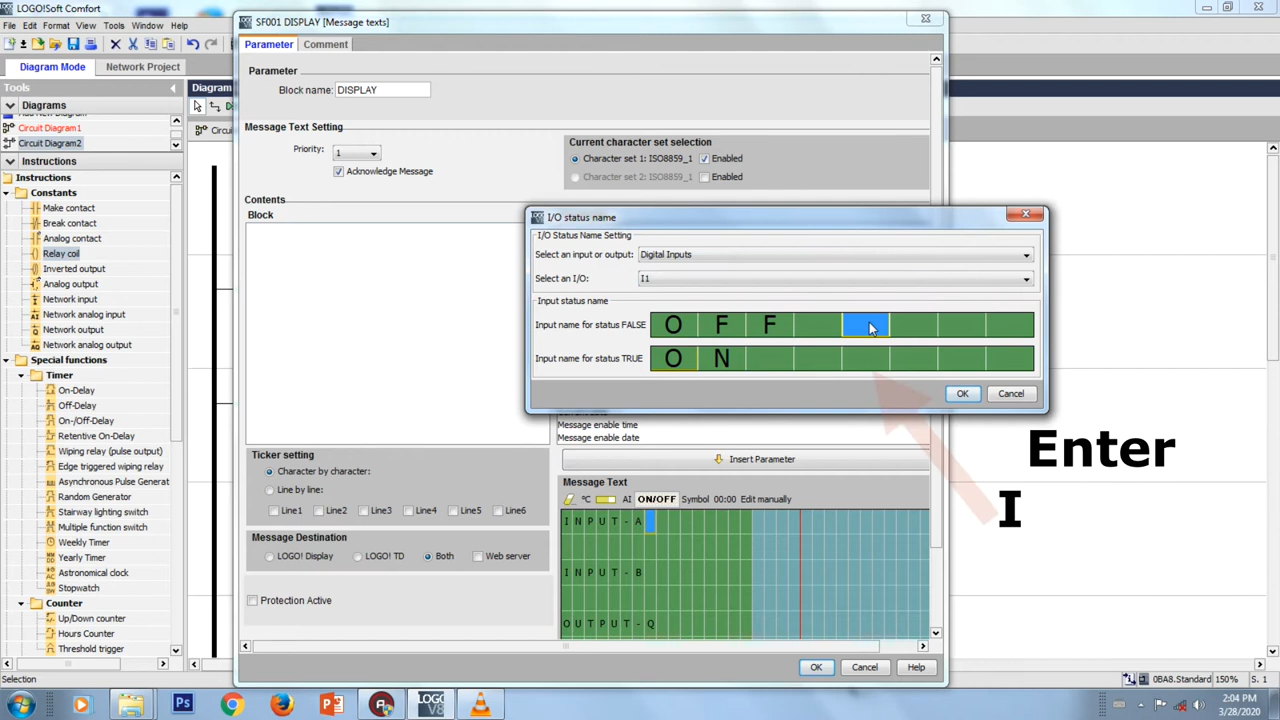 LOGO!Soft Comfort
File Edit Format View Tools Window Help
Diagram Mode Network Project
Tools
Diagrams
Circuit Diagram1
Circuit Diagram2
Instructions
Instructions
Constants
Make contact
Break contact
Analog contact
Relay coil
Inverted output
Analog output
Network input
Network analog input
Network output
Network analog output
Special functions
Timer
On-Delay
Off-Delay
On-/Off-Delay
Retentive On-Delay
Wiping relay (pulse output)
Edge triggered wiping relay
Asynchronous Pulse Generat
Random Generator
Stairway lighting switch
Multiple function switch
Weekly Timer
Yearly Timer
Astronomical clock
Stopwatch
Counter
Up/Down counter
Hours Counter
Threshold trigger
Selection
Diagram
Circui
SF001 DISPLAY [Message texts]
Parameter Comment
Parameter
Block name: DISPLAY
Message Text Setting
Priority: 1
Acknowledge Message
Current character set selection
Character set 1: ISO8859_1 Enabled
Character set 2: ISO8859_1 Enabled
Contents
Block
I/O status name
I/O Status Name Setting
Select an input or output: Digital Inputs
Select an I/O: I1
Input status name
Input name for status FALSE O F F
Input name for status TRUE O N
OK Cancel
Message enable time
Message enable date
Insert Parameter
Ticker setting
Character by character:
Line by line:
Line1 Line2 Line3 Line4 Line5 Line6
Message Destination
LOGO! Display LOGO! TD Both Web server
Protection Active
Message Text
°C AI ON/OFF Symbol 00:00 Edit manually
I N P U T - A
I N P U T - B
O U T P U T - Q
OK Cancel Help
Enter
I
0BA8.Standard 150% S. 1
2:04 PM
3/28/2020